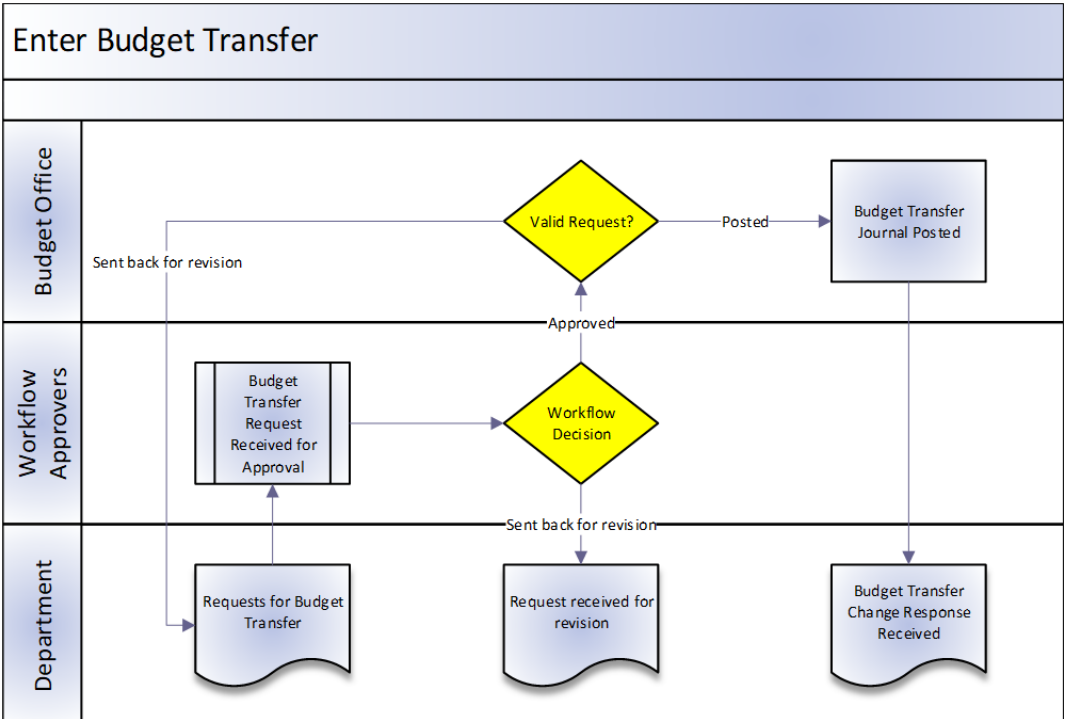 Enter Budget Transfer
Budget Office
Valid Request?
Posted
Budget Transfer
Journal Posted
Sent back for revision
Approved
Workflow
Approvers
Budget
Transfer
Request
Received for
Approval
Workflow
Decision
Sent back for revision
Department
Requests for Budget
Transfer
Request received for
revision
Budget Transfer
Change Response
Received